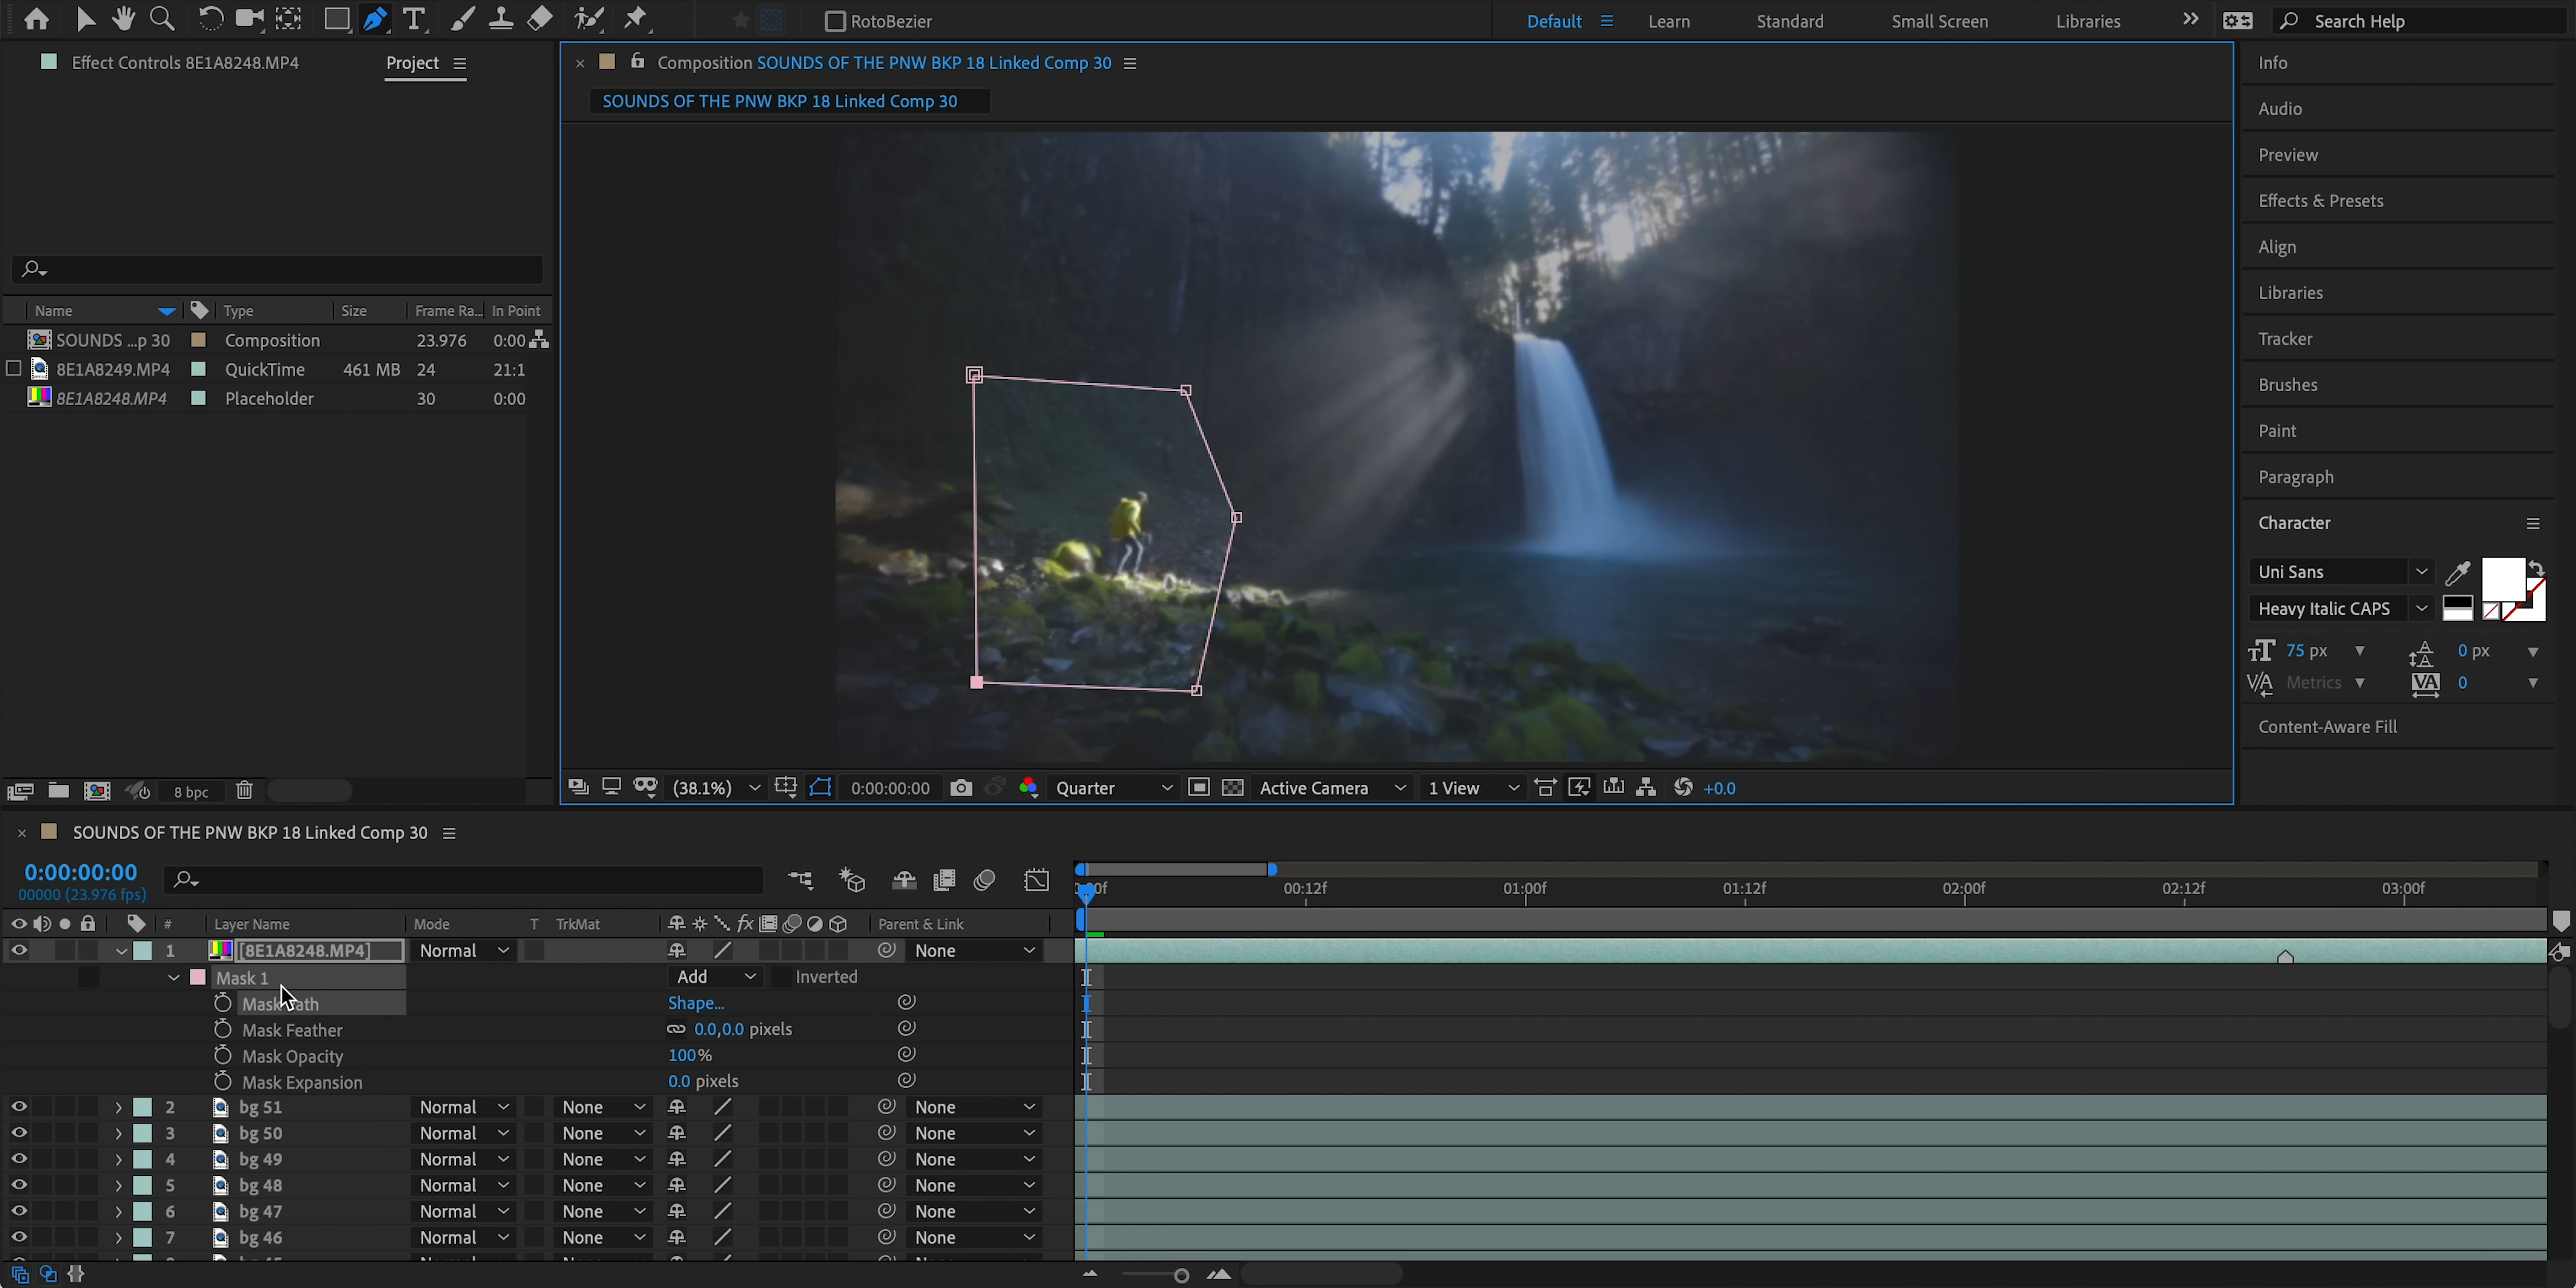 RotoBezier
Default
Learn
Standard
Small Screen
Libraries
Search Help
Effect Controls 8E1A8248.MP4
Project
Composition SOUNDS OF THE PNW BKP 18 Linked Comp 30
SOUNDS OF THE PNW BKP 18 Linked Comp 30
Info
Audio
Preview
Effects & Presets
Align
Libraries
Tracker
Brushes
Paint
Paragraph
Character
Uni Sans
Heavy Italic CAPS
75 px
0 px
Metrics
0
Content-Aware Fill
Name Type Size Frame Ra... In Point
SOUNDS ...p 30 Composition 23.976 0:00
8E1A8249.MP4 QuickTime 461 MB 24 21:1
8E1A8248.MP4 Placeholder 30 0:00
8 bpc
(38.1%) 0:00:00:00 Quarter Active Camera 1 View +0.0
SOUNDS OF THE PNW BKP 18 Linked Comp 30
0:00:00:00
00000 (23.976 fps)
00:12f 01:00f 01:12f 02:00f 02:12f 03:00f
# Layer Name Mode T TrkMat fx Parent & Link
1 [8E1A8248.MP4] Normal None
Mask 1 Add Inverted
Mask Shape...
Mask Feather 0.0,0.0 pixels
Mask Opacity 100%
Mask Expansion 0.0 pixels
2 bg 51 Normal None None
3 bg 50 Normal None None
4 bg 49 Normal None None
5 bg 48 Normal None None
6 bg 47 Normal None None
7 bg 46 Normal None None